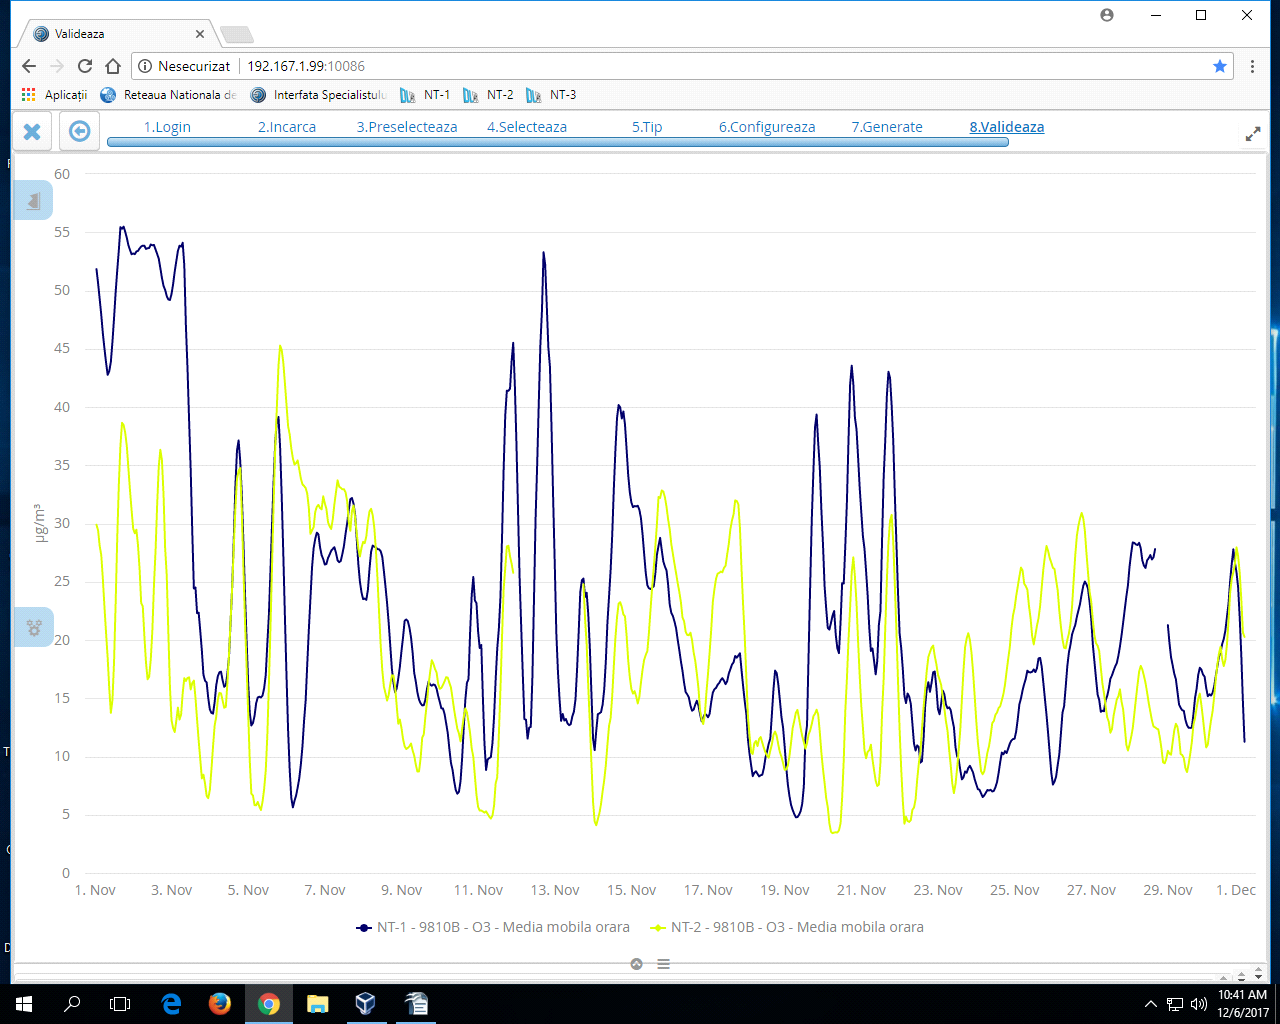 Valideaza
Nesecurizat 192.167.1.99:10086
Aplicații Reteaua Nationala de Interfata Specialistulu NT-1 NT-2 NT-3
1.Login 2.Incarca 3.Preselecteaza 4.Selecteaza 5.Tip 6.Configureaza 7.Generate 8.Valideaza
60
55
50
45
40
35
30
25
20
15
10
5
0
µg/m³
1. Nov 3. Nov 5. Nov 7. Nov 9. Nov 11. Nov 13. Nov 15. Nov 17. Nov 19. Nov 21. Nov 23. Nov 25. Nov 27. Nov 29. Nov 1. Dec
NT-1 - 9810B - O3 - Media mobila orara NT-2 - 9810B - O3 - Media mobila orara
10:41 AM
12/6/2017